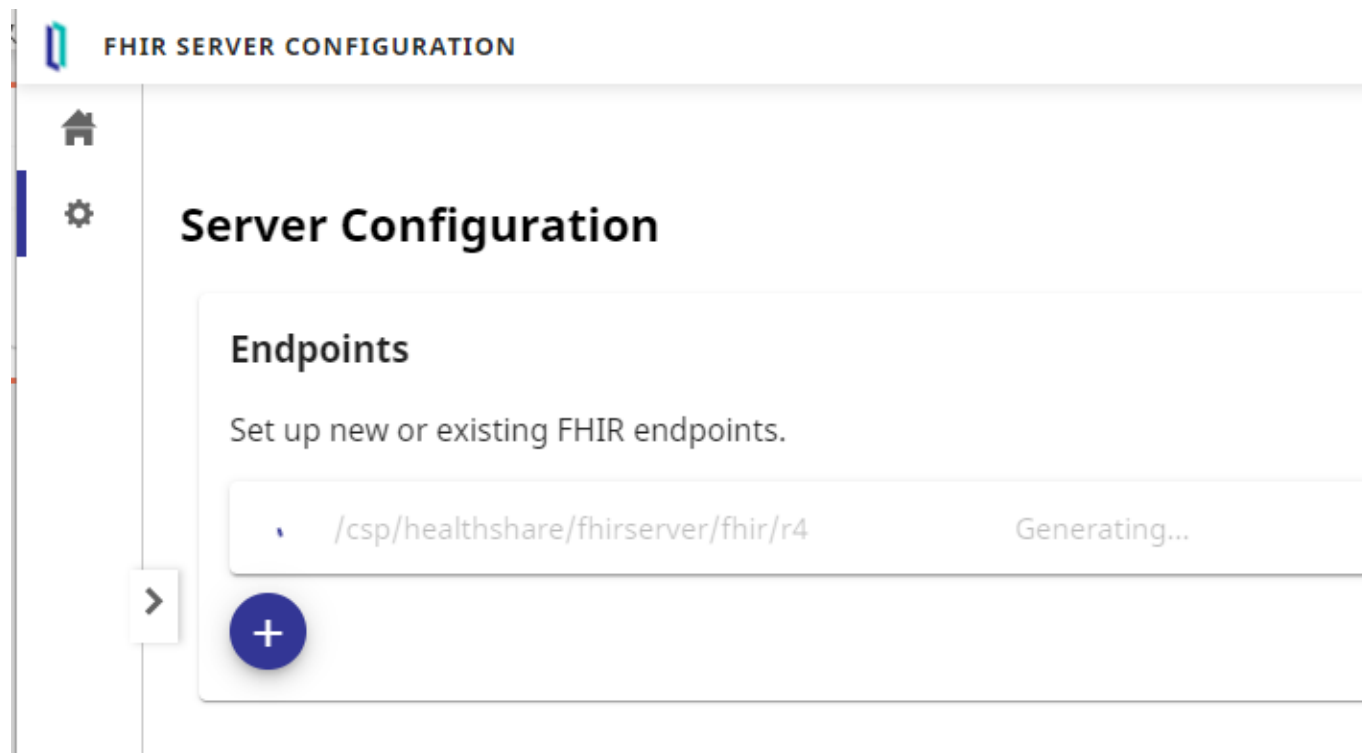 FHIR SERVER CONFIGURATION
Server Configuration
Endpoints
Set up new or existing FHIR endpoints.
/csp/healthshare/fhirserver/fhir/r4 Generating...